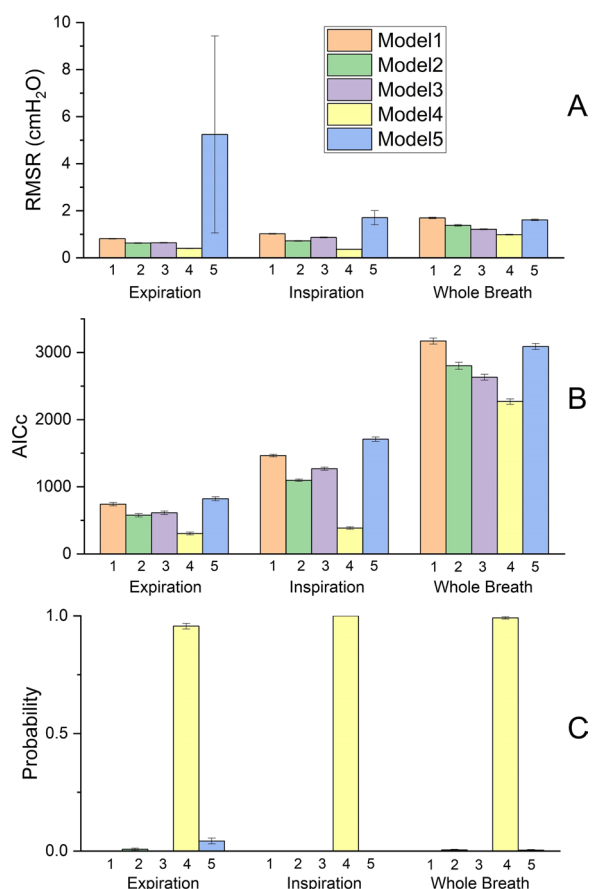 10
8
6
4
2
0
RMSR (cmH₂O)
Model1
Model2
Model3
Model4
Model5
A
1 2 3 4 5 1 2 3 4 5 1 2 3 4 5
Expiration Inspiration Whole Breath
3000
2000
1000
0
AICc
B
1 2 3 4 5 1 2 3 4 5 1 2 3 4 5
Expiration Inspiration Whole Breath
1.0
0.5
0.0
Probability
C
1 2 3 4 5 1 2 3 4 5 1 2 3 4 5
Expiration Inspiration Whole Breath